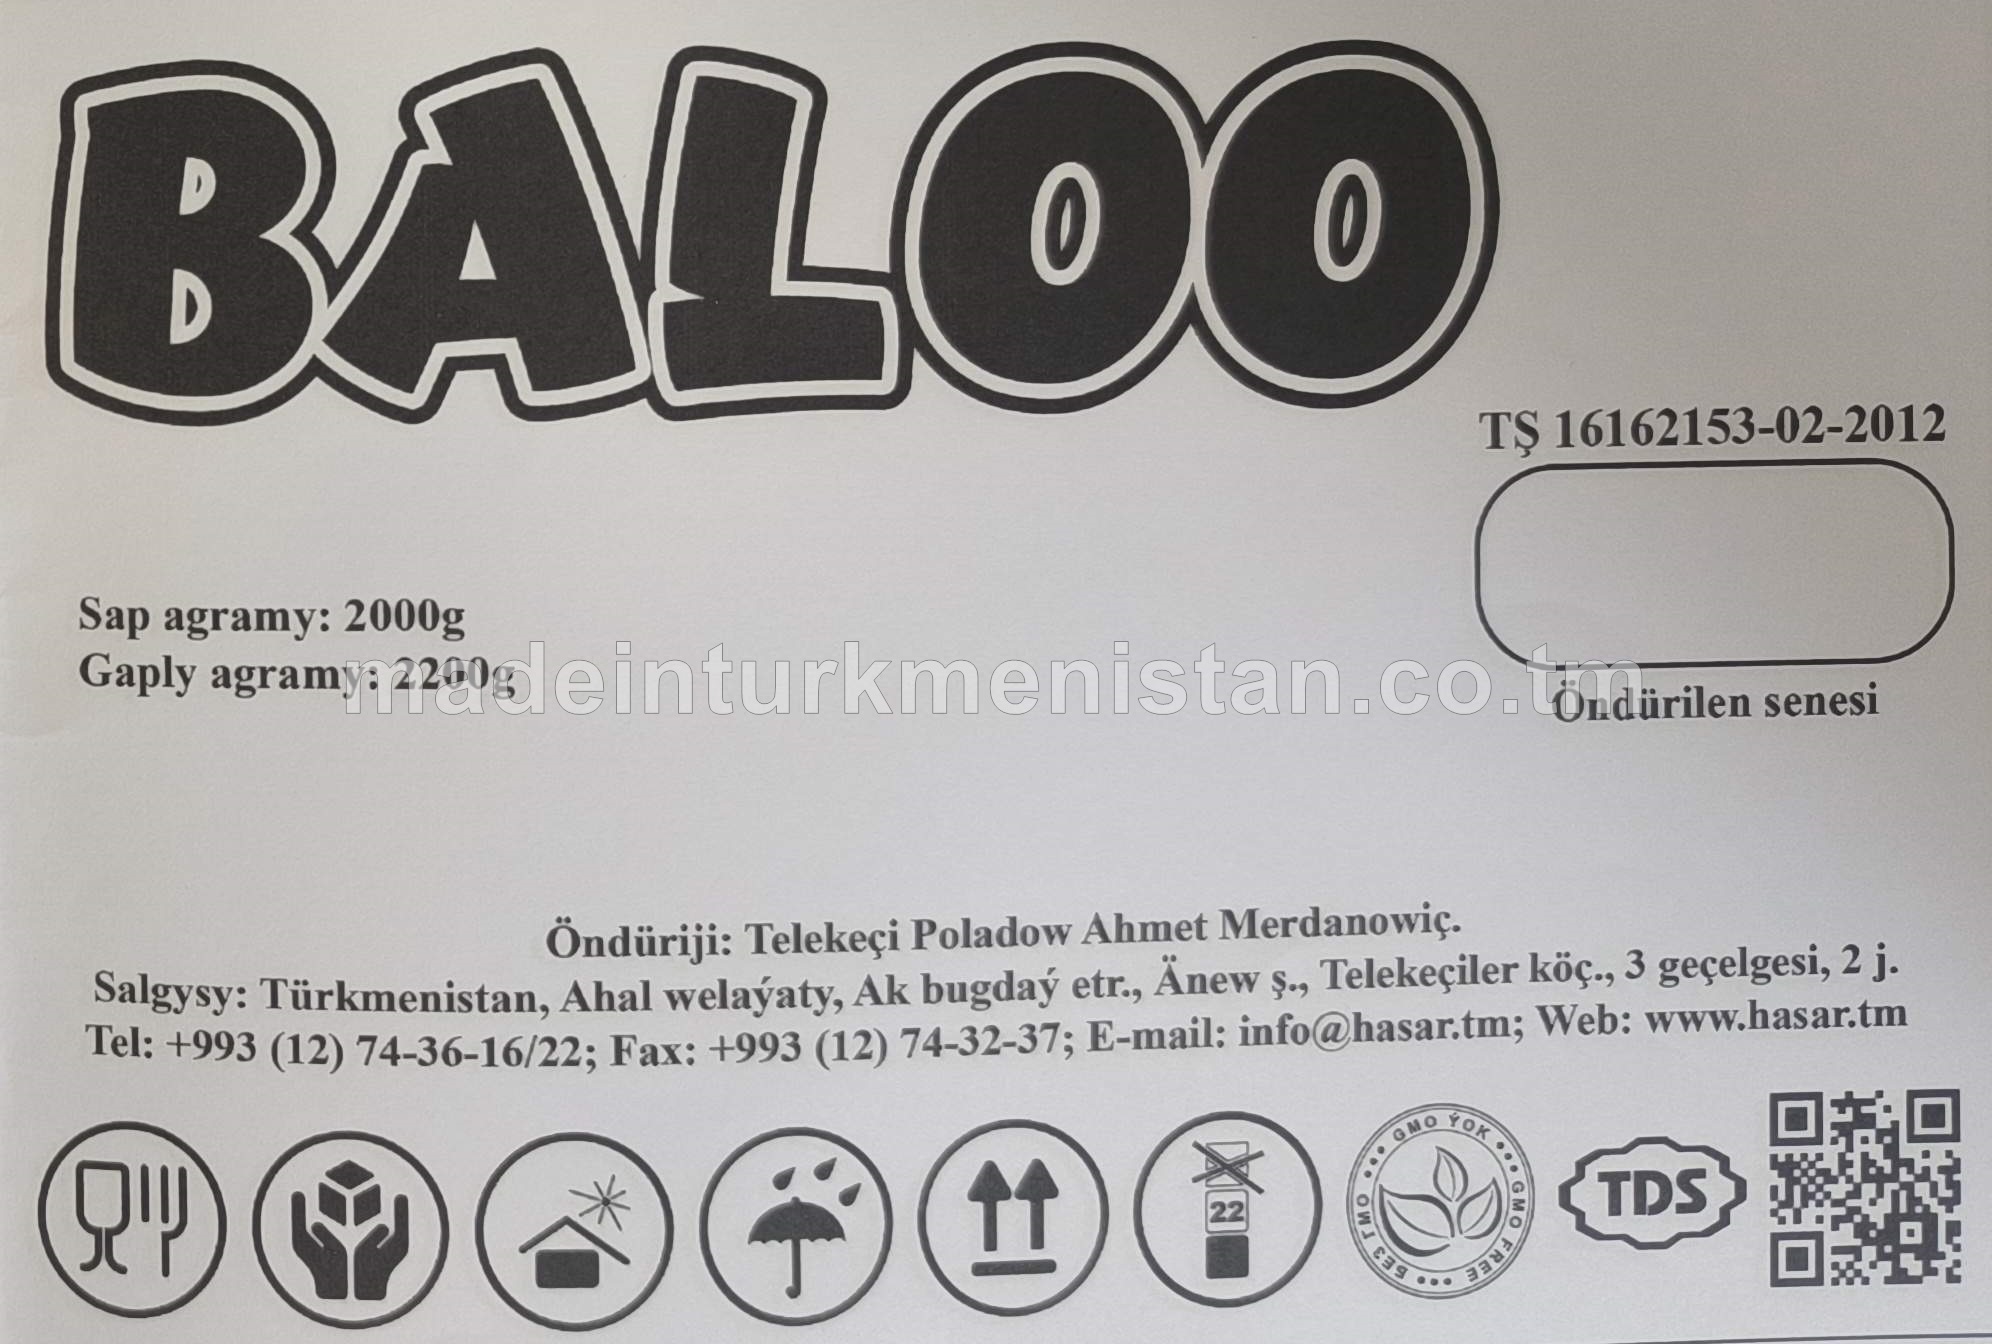 BALOO
TŞ 16162153-02-2012
Sap agramy: 2000g
Gaply agramy: 2200g
madeinturkmenistan.co.tm
Öndürilen senesi
Öndüriji: Telekeçi Poladow Ahmet Merdanowiç.
Salgysy: Türkmenistan, Ahal welaýaty, Ak bugdaý etr., Änew ş., Telekeçiler köç., 3 geçelgesi, 2 j.
Tel: +993 (12) 74-36-16/22; Fax: +993 (12) 74-32-37; E-mail: info@hasar.tm; Web: www.hasar.tm
22
GMO ÝOK ••• GMO FREE ••• БЕЗ ГМО •••
TDS